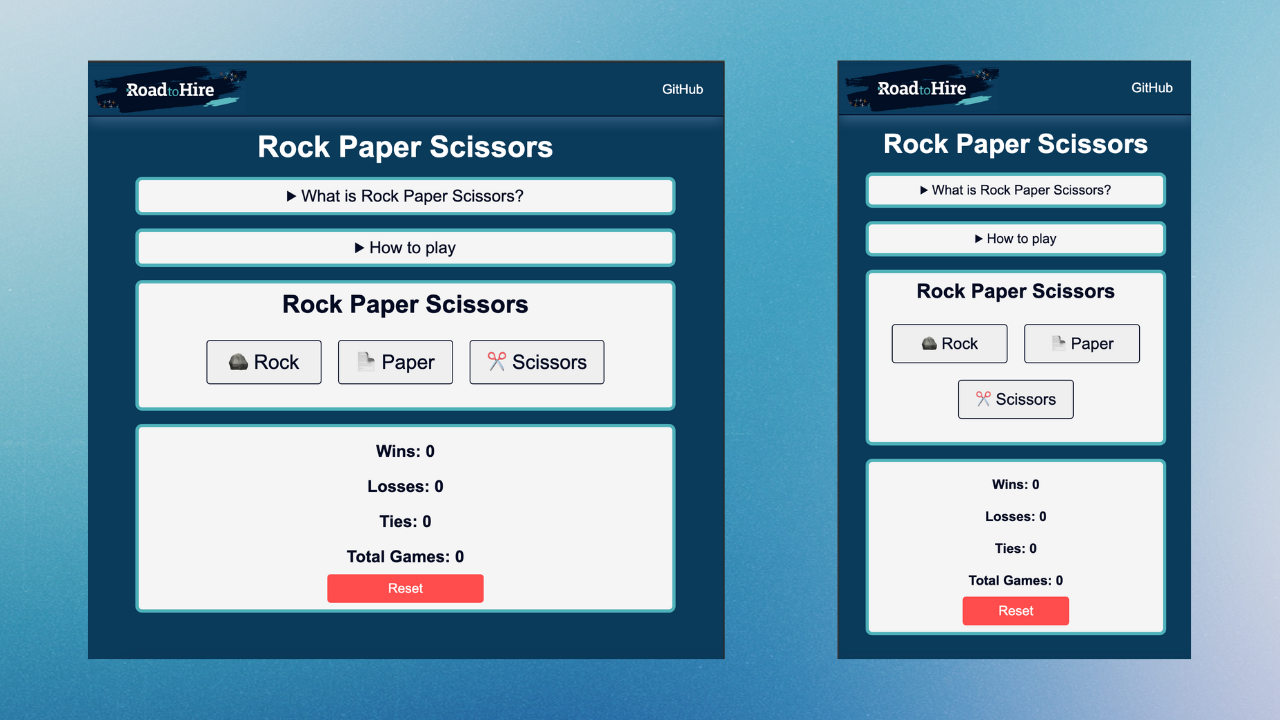 RoadtoHire
GitHub
Rock Paper Scissors
▶ What is Rock Paper Scissors?
▶ How to play
Rock Paper Scissors
Rock
Paper
Scissors
Wins: 0
Losses: 0
Ties: 0
Total Games: 0
Reset
RoadtoHire
GitHub
Rock Paper Scissors
▶ What is Rock Paper Scissors?
▶ How to play
Rock Paper Scissors
Rock
Paper
Scissors
Wins: 0
Losses: 0
Ties: 0
Total Games: 0
Reset